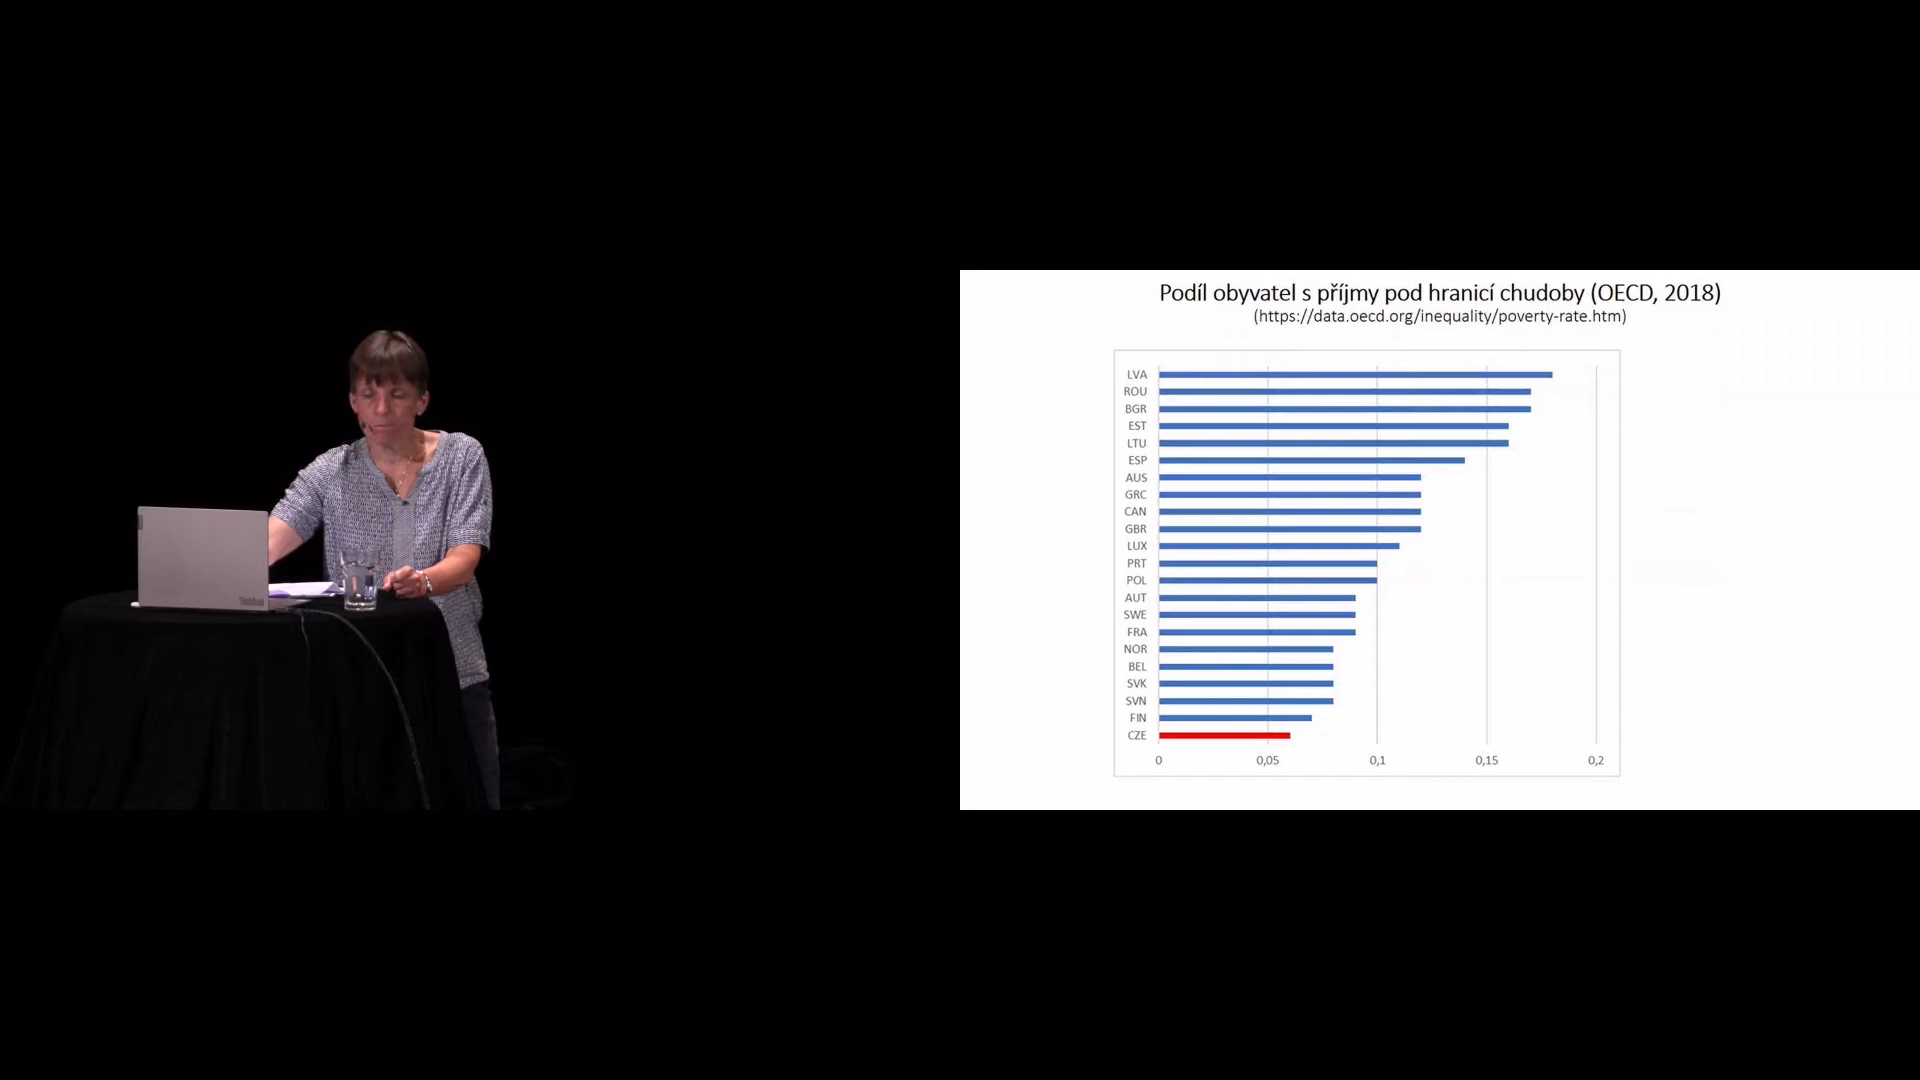 Podíl obyvatel s příjmy pod hranicí chudoby (OECD, 2018)
(https://data.oecd.org/inequality/poverty-rate.htm)
LVA
ROU
BGR
EST
LTU
ESP
AUS
GRC
CAN
GBR
LUX
PRT
POL
AUT
SWE
FRA
NOR
BEL
SVK
SVN
FIN
CZE
0 0,05 0,1 0,15 0,2